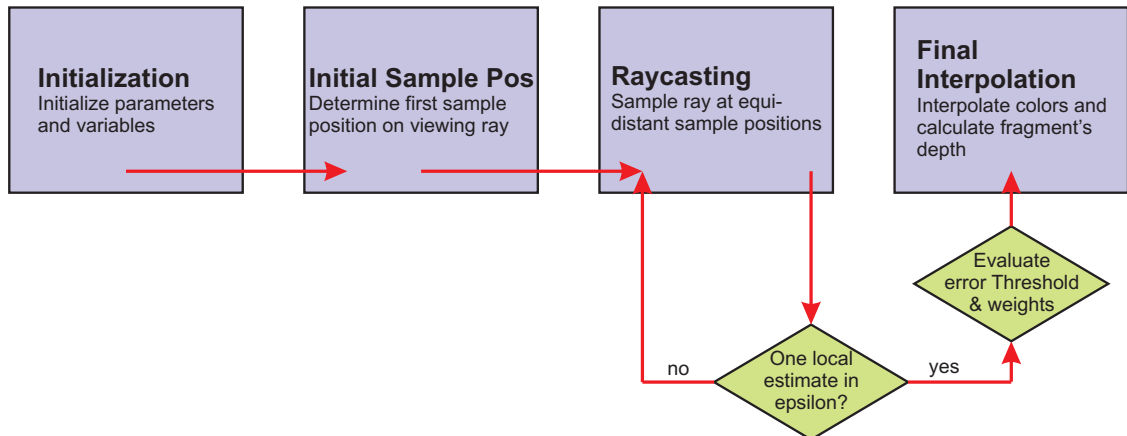 Initialization
Initialize parameters
and variables
Initial Sample Pos
Determine first sample
position on viewing ray
Raycasting
Sample ray at equi-
distant sample positions
Final
Interpolation
Interpolate colors and
calculate fragment's
depth
Evaluate
error Threshold
& weights
One local
estimate in
epsilon?
no
yes